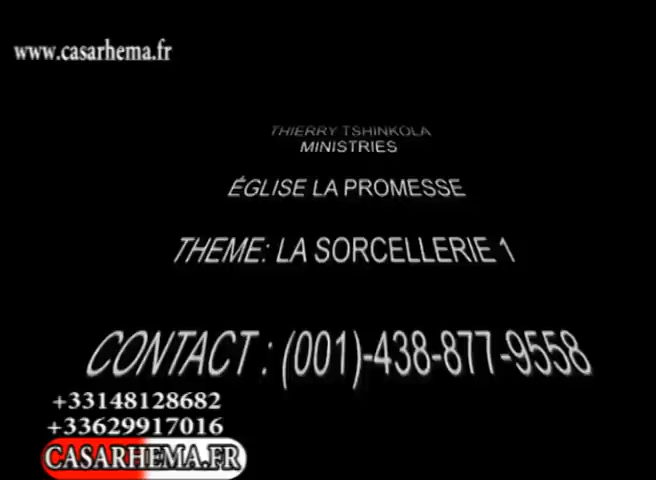 www.casarhema.fr
THIERRY TSHINKOLA
MINISTRIES
ÉGLISE LA PROMESSE
THEME: LA SORCELLERIE 1
CONTACT : (001)-438-877-9558
+33148128682
+33629917016
CASARHEMA.FR